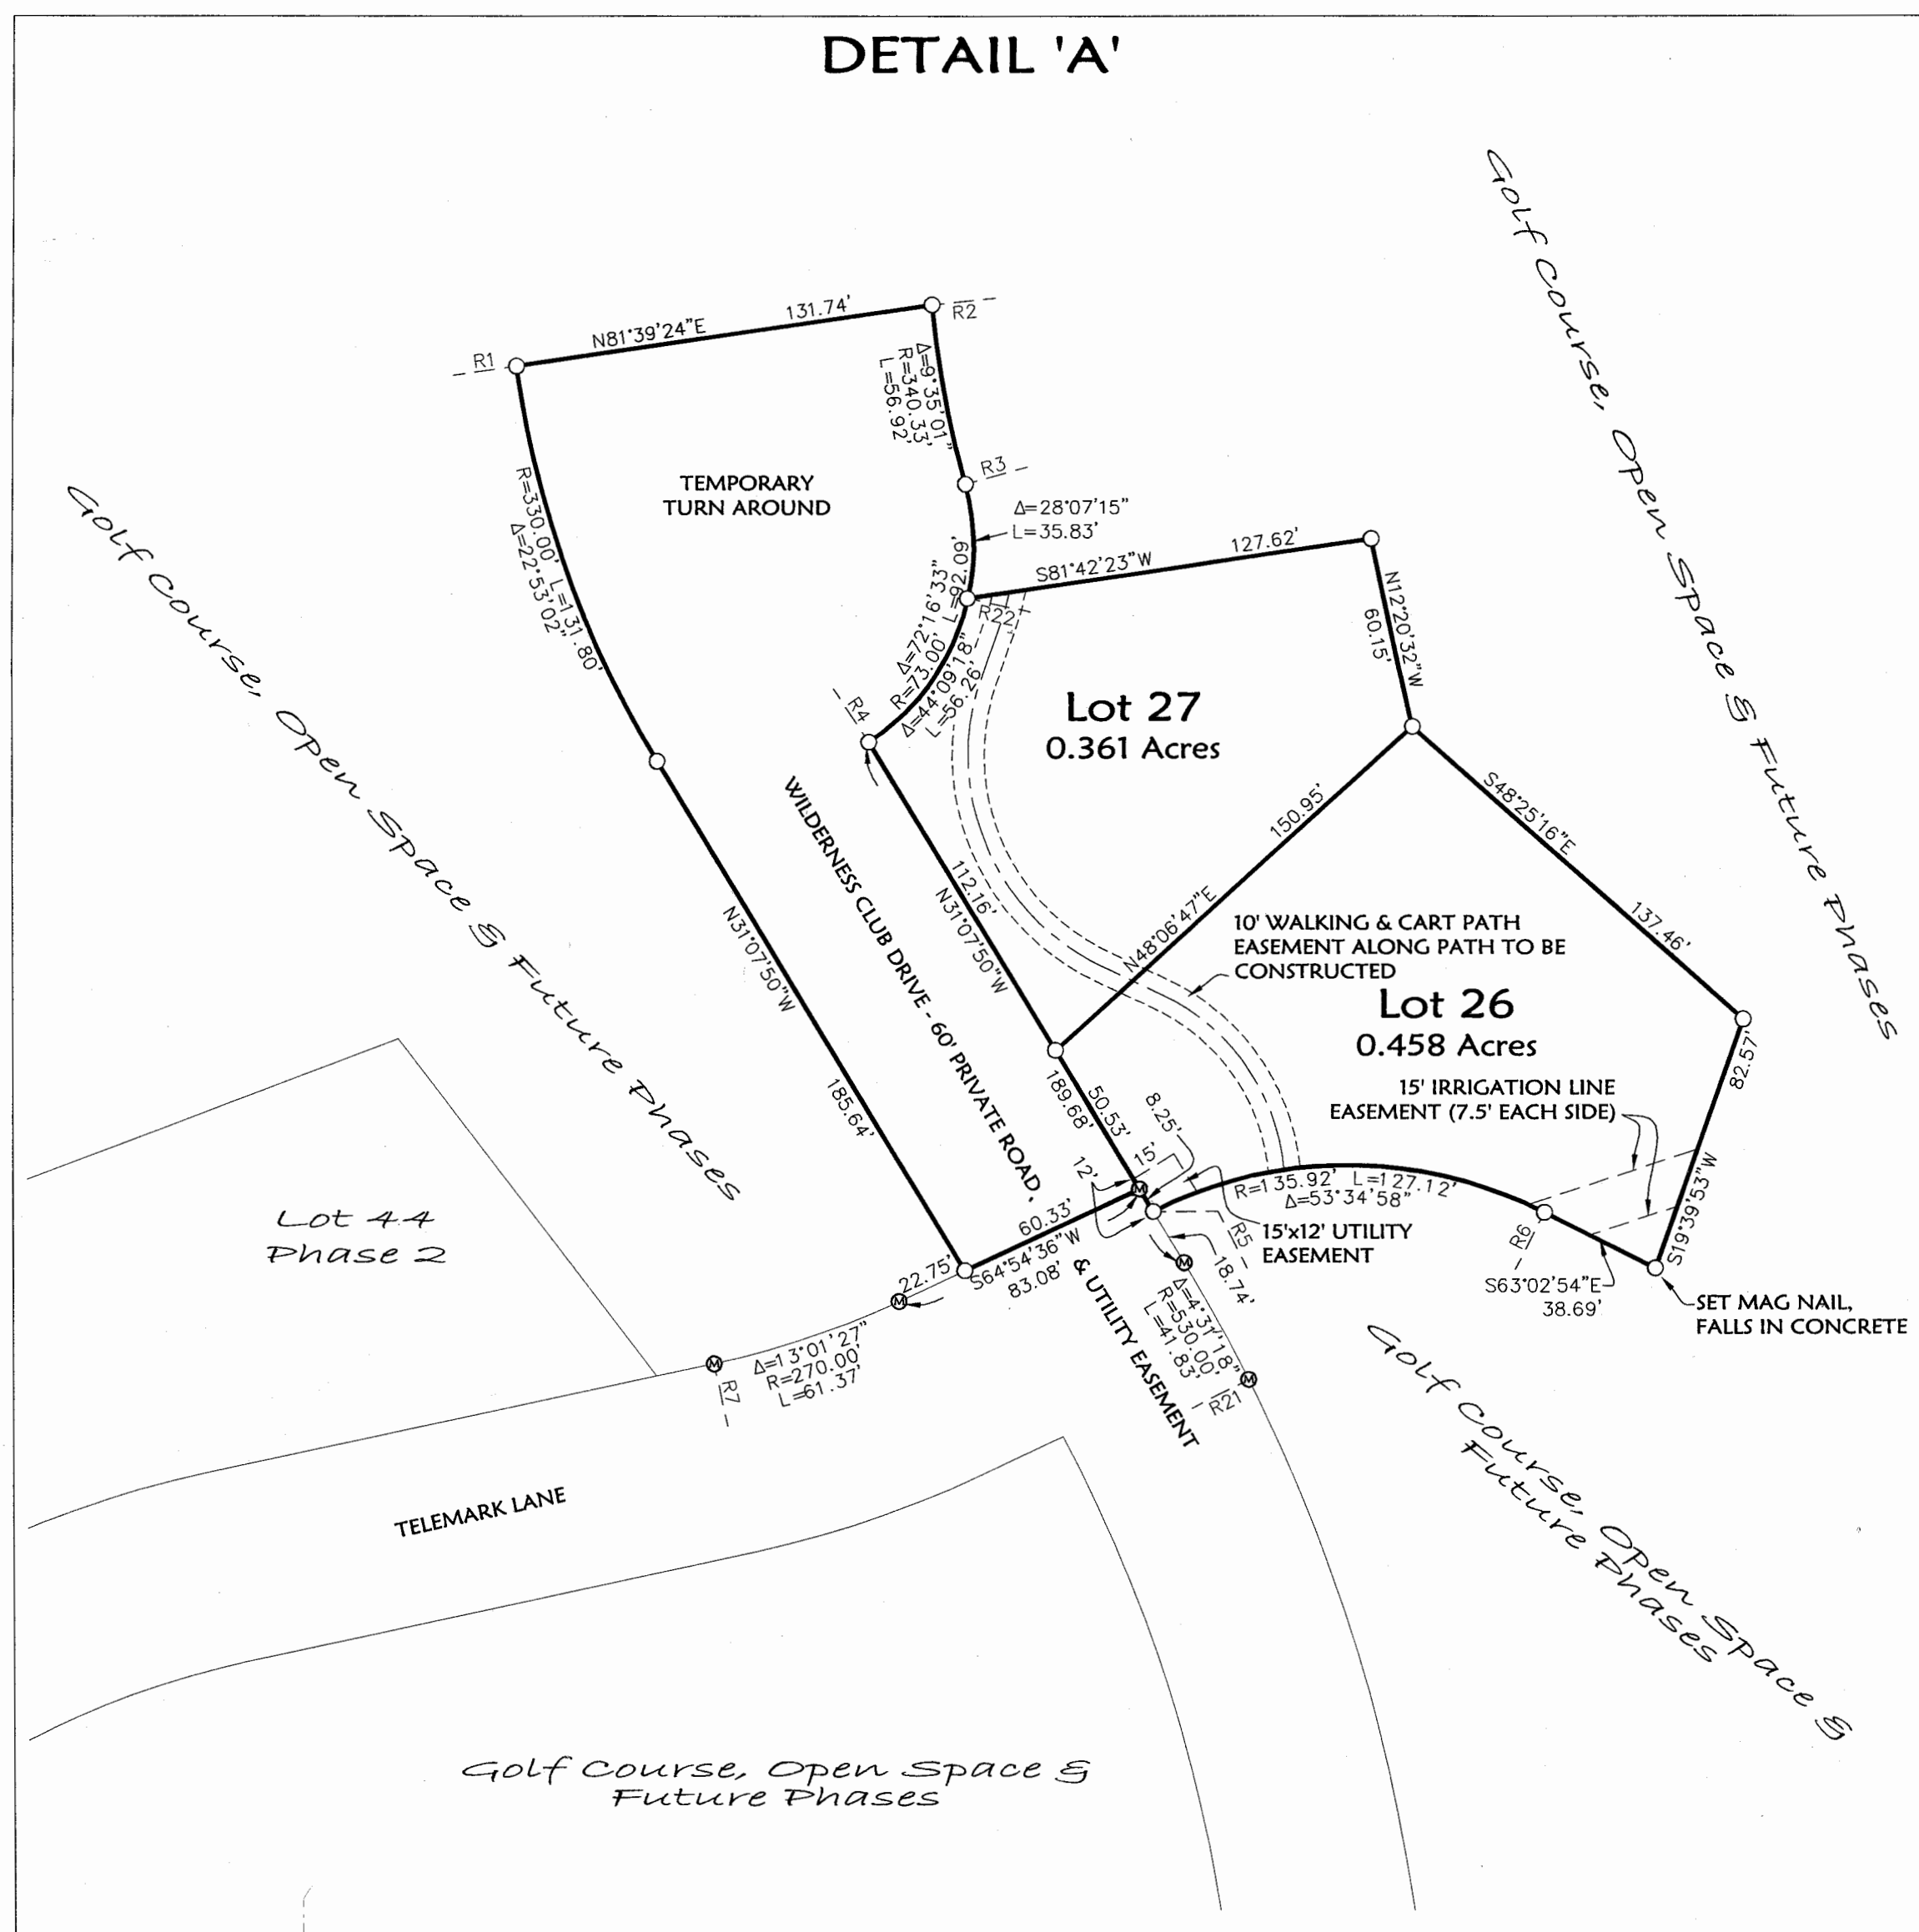 DETAIL 'A'
Golf Course, Open Space & Future Phases
N81°39'24"E
131.74'
R1
R2
Δ=9°35'01"
R=340.33'
L=56.92'
R3
TEMPORARY
TURN AROUND
Δ=28°07'15"
L=35.83'
R=330.00' L=131.80'
Δ=22°53'02"
S81°42'23"W
127.62'
Δ=72°16'33"
L=92.09'
R=73.00'
Δ=44°09'18"
L=56.26'
R22
N12°20'32"W
60.15'
R4
Lot 27
0.361 Acres
Golf Course, Open Space & Future Phases
S48°25'16"E
137.46'
150.95'
N48°06'47"E
WILDERNESS CLUB DRIVE - 60' PRIVATE ROAD,
& UTILITY EASEMENT
112.16'
N31°07'50"W
N31°07'50"W
185.64'
10' WALKING & CART PATH
EASEMENT ALONG PATH TO BE
CONSTRUCTED
Lot 26
0.458 Acres
82.57'
S19°39'53"W
15' IRRIGATION LINE
EASEMENT (7.5' EACH SIDE)
189.68'
50.53'
8.25'
15'
12'
R=135.92' L=127.12'
Δ=53°34'58"
R5
R6
15'x12' UTILITY
EASEMENT
18.74'
S63°02'54"E
38.69'
SET MAG NAIL,
FALLS IN CONCRETE
60.33'
S64°54'36"W
83.08'
22.75'
Lot 44
Phase 2
Δ=4°31'18"
R=530.00'
L=41.83'
R21
Δ=13°01'27"
R=270.00'
L=61.37'
R7
TELEMARK LANE
Golf Course, Open Space &
Future Phases
Golf Course, Open Space &
Future Phases